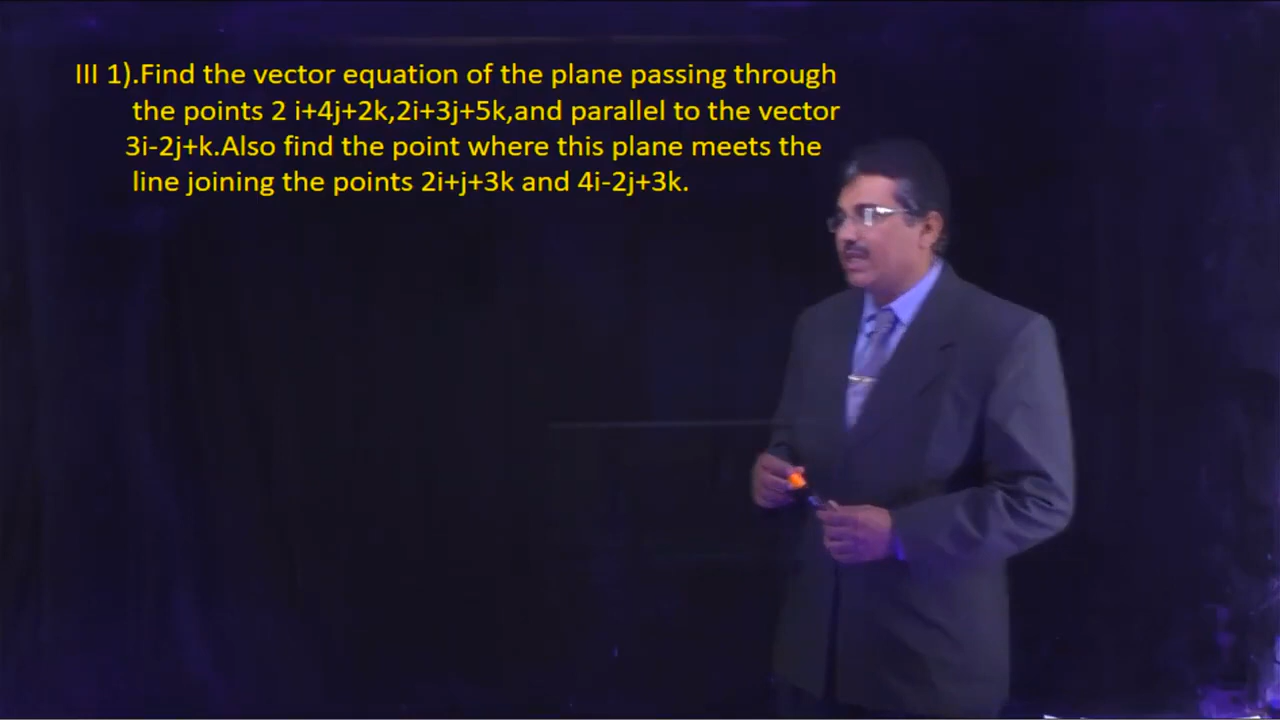 III 1).Find the vector equation of the plane passing through
the points 2 i+4j+2k,2i+3j+5k,and parallel to the vector
3i-2j+k.Also find the point where this plane meets the
line joining the points 2i+j+3k and 4i-2j+3k.